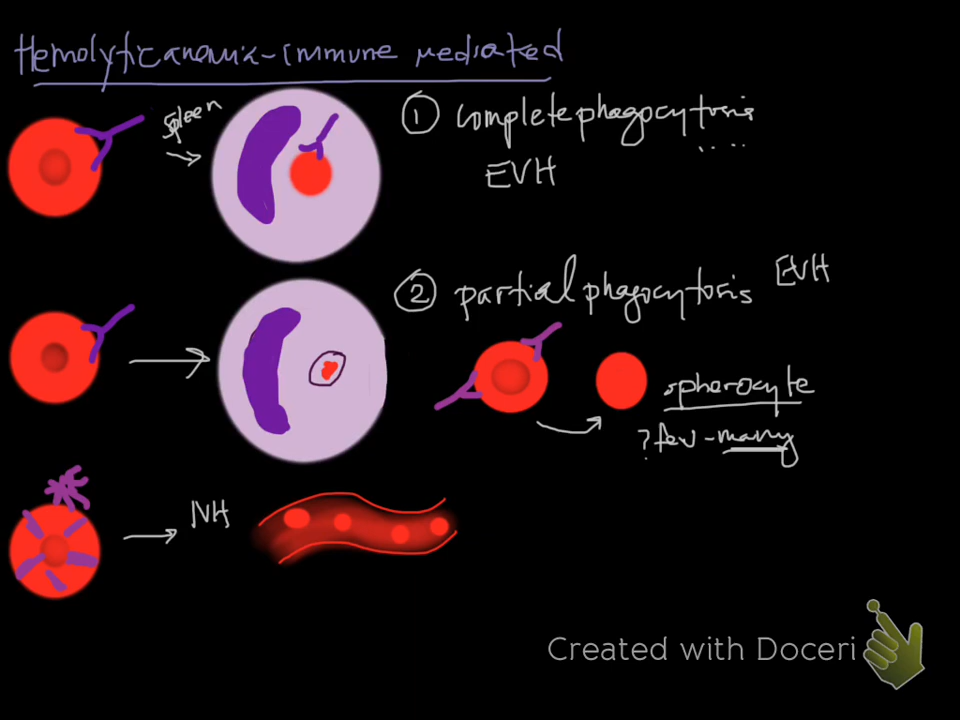 Hemolytic anemia-immune mediated
spleen
① complete phagocytosis
EVH
② partial phagocytosis EVH
spherocyte
? few-many
IVH
Created with Doceri